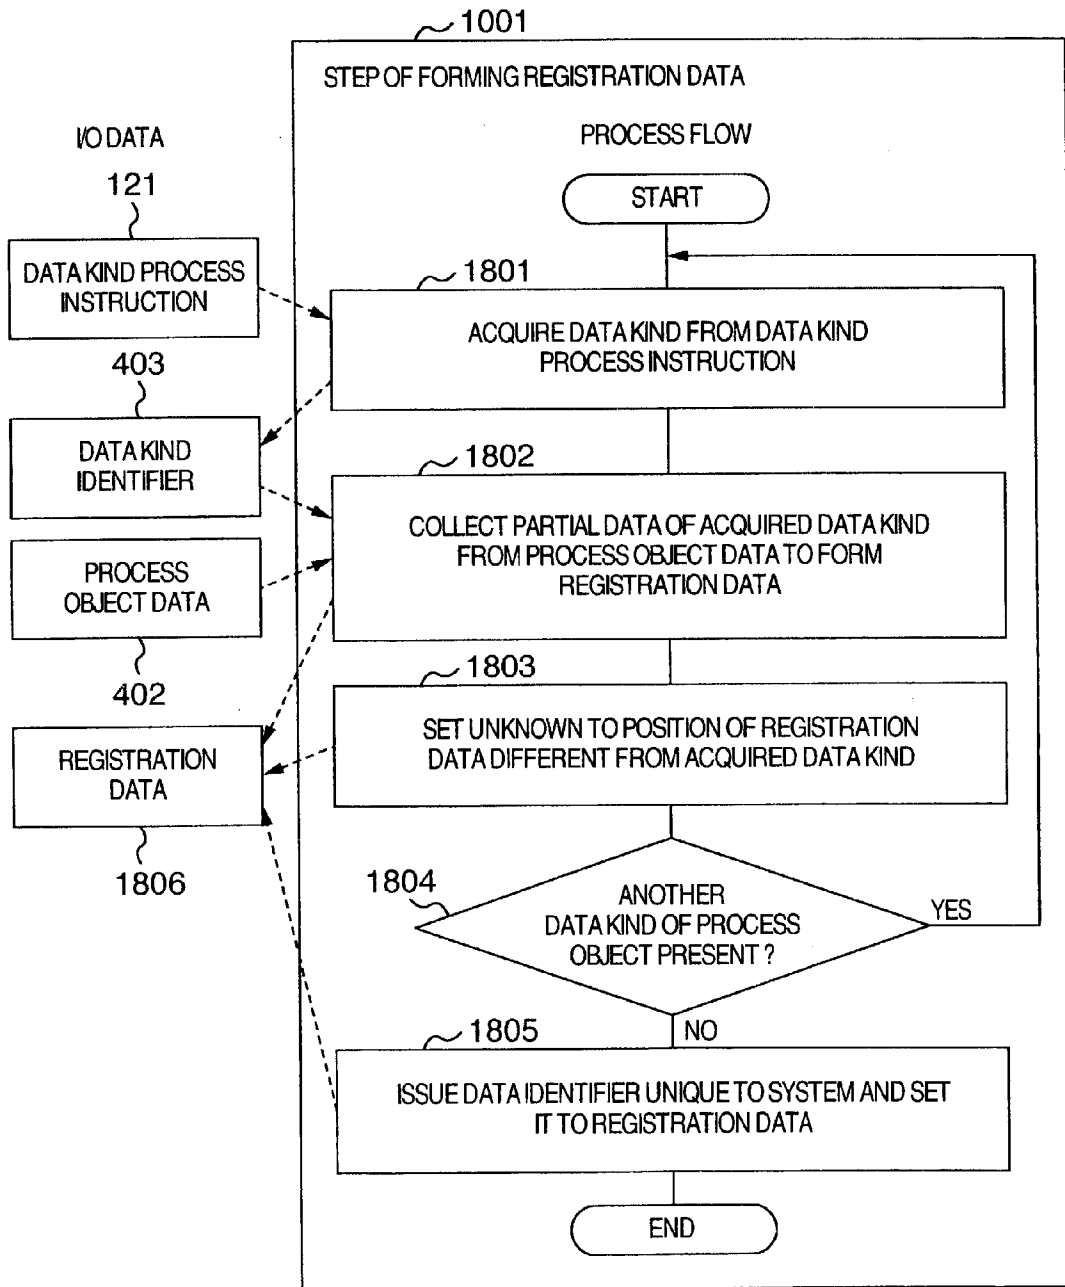 1001
STEP OF FORMING REGISTRATION DATA
I/O DATA
PROCESS FLOW
START
121
DATA KIND PROCESS
INSTRUCTION
1801
ACQUIRE DATA KIND FROM DATA KIND
PROCESS INSTRUCTION
403
DATA KIND
IDENTIFIER
1802
COLLECT PARTIAL DATA OF ACQUIRED DATA KIND
FROM PROCESS OBJECT DATA TO FORM
REGISTRATION DATA
PROCESS
OBJECT DATA
402
1803
SET UNKNOWN TO POSITION OF REGISTRATION
DATA DIFFERENT FROM ACQUIRED DATA KIND
REGISTRATION
DATA
1806
1804
ANOTHER
DATA KIND OF PROCESS
OBJECT PRESENT ?
YES
NO
1805
ISSUE DATA IDENTIFIER UNIQUE TO SYSTEM AND SET
IT TO REGISTRATION DATA
END